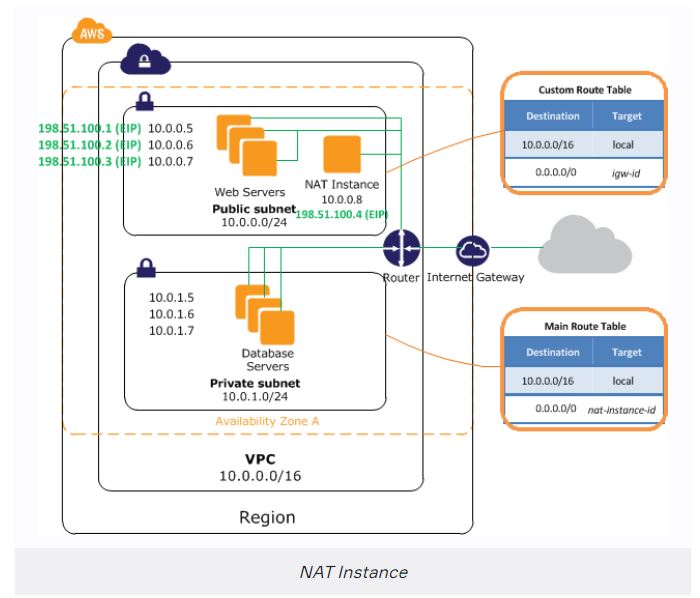 AWS
198.51.100.1 (EIP) 10.0.0.5
198.51.100.2 (EIP) 10.0.0.6
198.51.100.3 (EIP) 10.0.0.7
Web Servers
NAT Instance
10.0.0.8
198.51.100.4 (EIP)
Public subnet
10.0.0.0/24
Custom Route Table
Destination Target
10.0.0.0/16 local
0.0.0.0/0 igw-id
Router
Internet Gateway
10.0.1.5
10.0.1.6
10.0.1.7
Database
Servers
Private subnet
10.0.1.0/24
Main Route Table
Destination Target
10.0.0.0/16 local
0.0.0.0/0 nat-instance-id
Availability Zone A
VPC
10.0.0.0/16
Region
NAT Instance